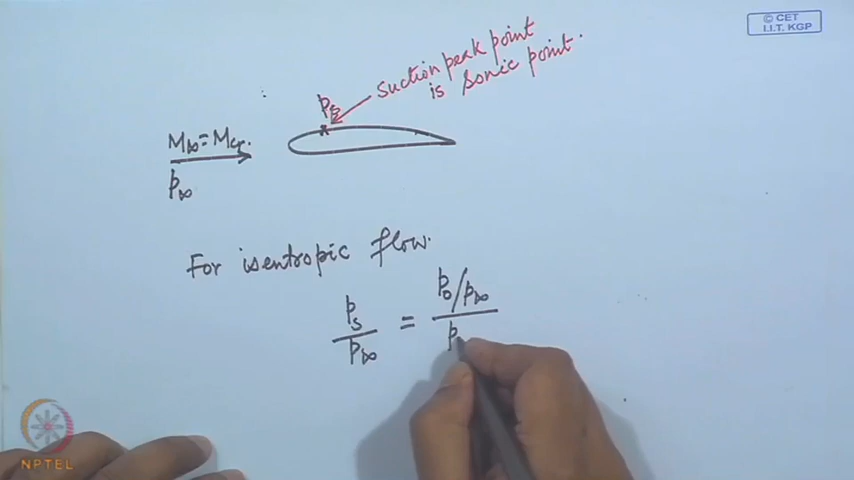 © CET
I.I.T. KGP
Suction peak point
is sonic point.
pₛ
M∞ = Mcr.
p∞
For isentropic flow.
pₛ/p∞ = p₀/p∞ / p
NPTEL